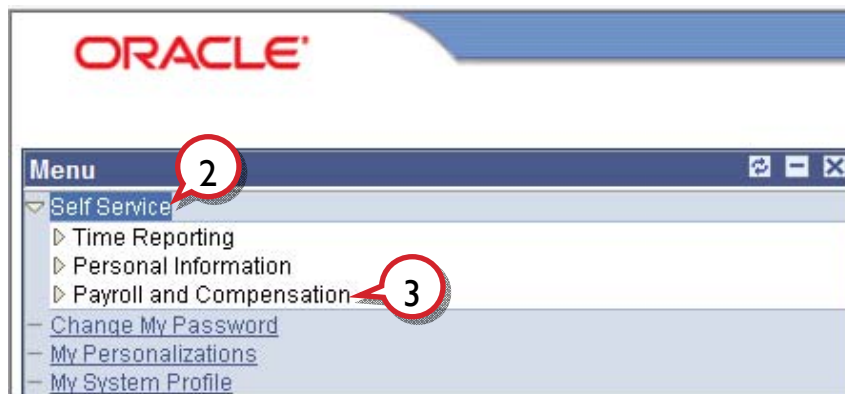 ORACLE'
Menu 2
Self Service
Time Reporting
Personal Information
Payroll and Compensation 3
Change My Password
My Personalizations
My System Profile